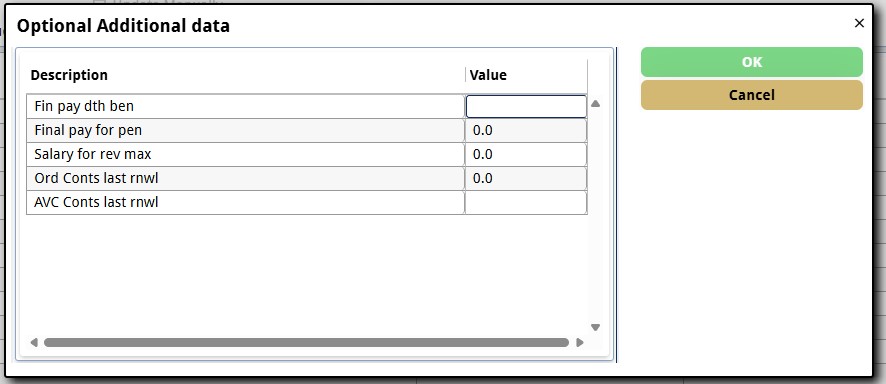 Optional Additional data
×
Description Value
OK
Cancel
Fin pay dth ben
Final pay for pen 0.0
Salary for rev max 0.0
Ord Conts last rnwl 0.0
AVC Conts last rnwl